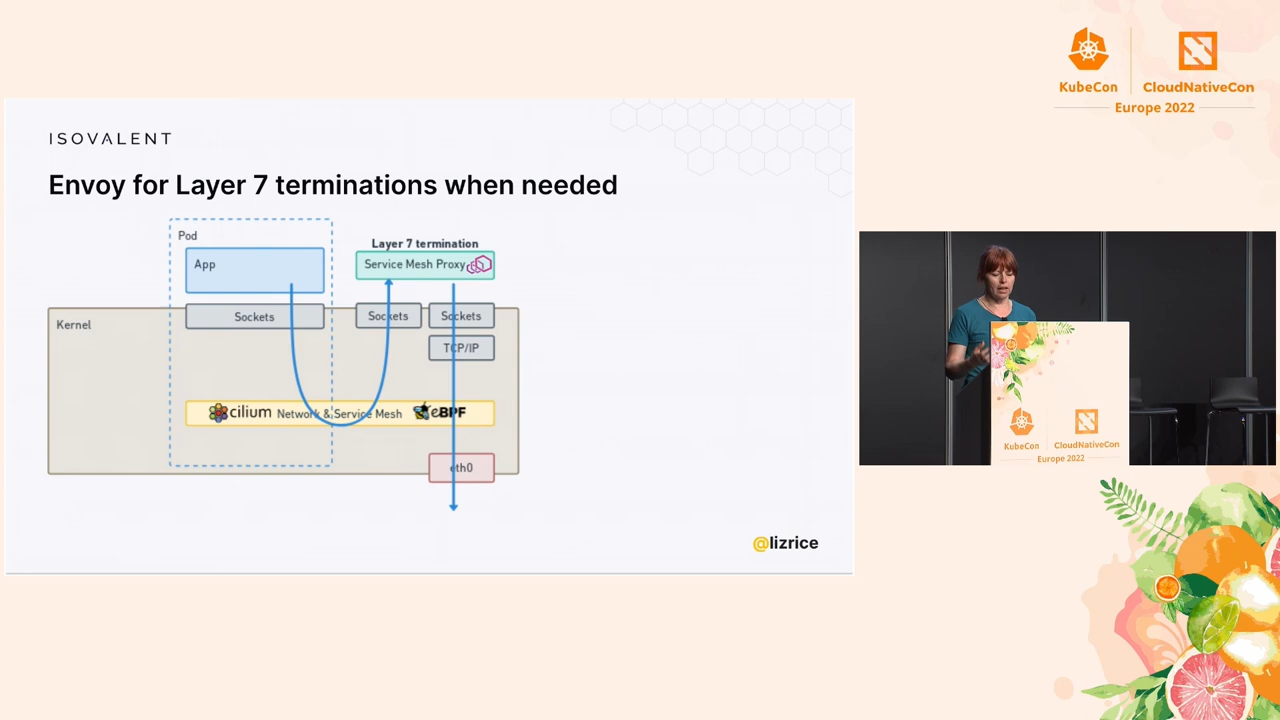 KubeCon
CloudNativeCon
Europe 2022
ISOVALENT
Envoy for Layer 7 terminations when needed
Pod
App
Layer 7 termination
Service Mesh Proxy
Kernel
Sockets
Sockets
Sockets
TCP/IP
cilium Network & Service Mesh eBPF
eth0
@lizrice
KubeCon
CloudNativeCon
Europe 2022